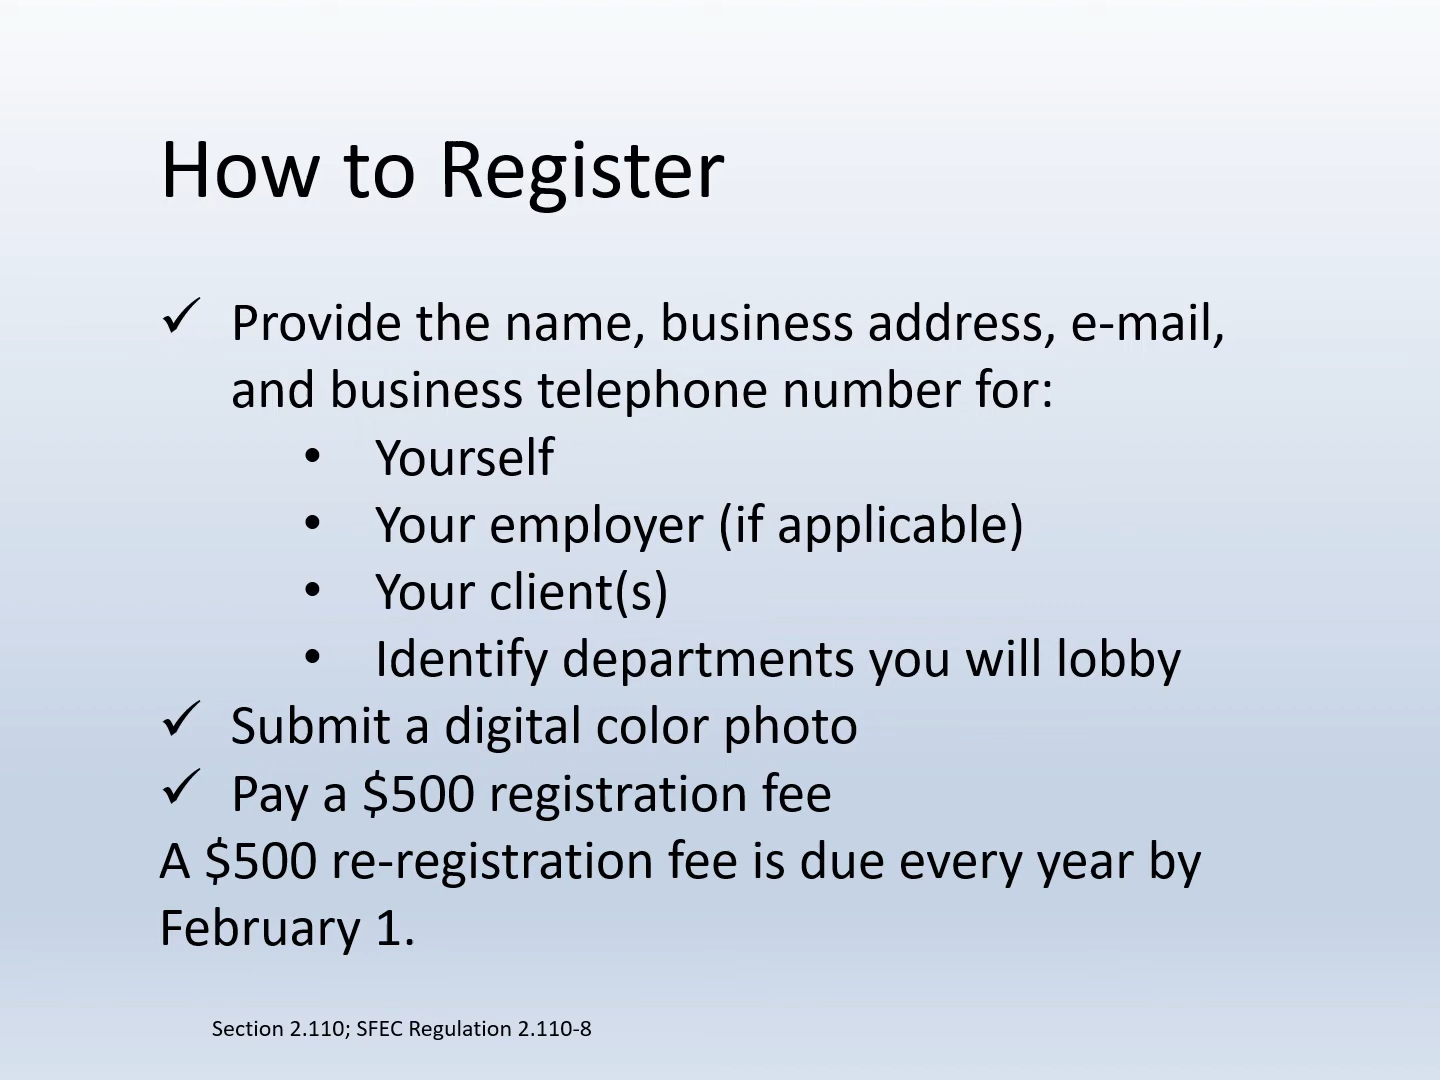 How to Register
✓ Provide the name, business address, e-mail,
and business telephone number for:
• Yourself
• Your employer (if applicable)
• Your client(s)
• Identify departments you will lobby
✓ Submit a digital color photo
✓ Pay a $500 registration fee
A $500 re-registration fee is due every year by
February 1.
Section 2.110; SFEC Regulation 2.110-8